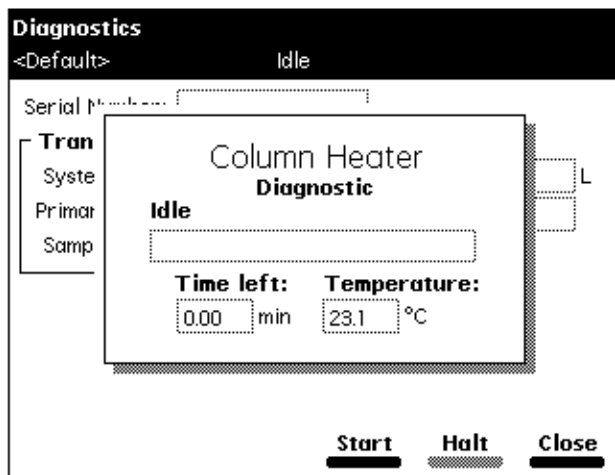 Diagnostics
<Default> Idle
Serial
Tran
L
Syste
Primar
Samp
Column Heater
Diagnostic
Idle
Time left: Temperature:
0.00 min 23.1 °C
Start Halt Close